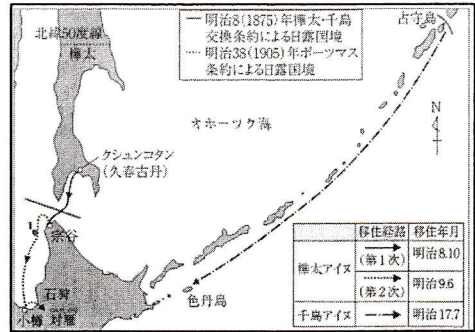 北緯50度線
樺太
明治8(1875)年樺太・千島
交換条約による日露国境
明治38(1905)年ポーツマス
条約による日露国境
占守島
オホーツク海
N
クシュンコタン
(久春古丹)
宗谷
石狩
小樽
対雁
色丹島
移住経路
移住年月
樺太アイヌ
(第1次)
明治8.10
(第2次)
明治9.6
千島アイヌ
明治17.7